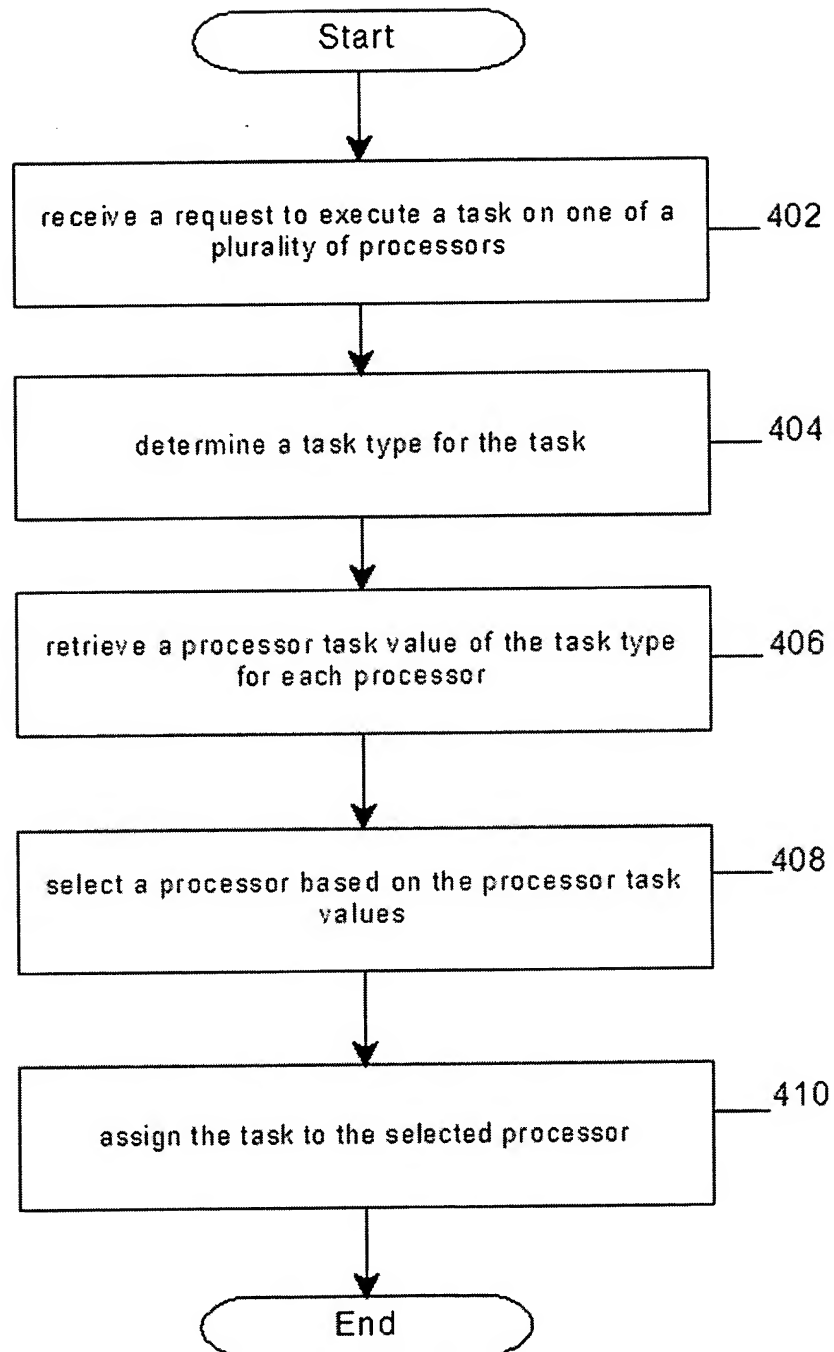 Start
receive a request to execute a task on one of a
plurality of processors
402
determine a task type for the task
404
retrieve a processor task value of the task type
for each processor
406
select a processor based on the processor task
values
408
assign the task to the selected processor
410
End